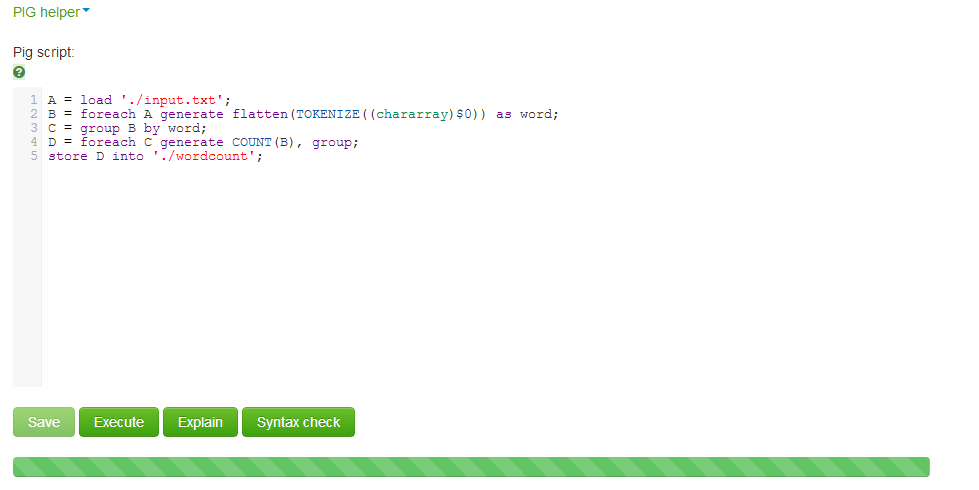 PIG helper
Pig script:
?
1 A = load './input.txt';
2 B = foreach A generate flatten(TOKENIZE((chararray)$0)) as word;
3 C = group B by word;
4 D = foreach C generate COUNT(B), group;
5 store D into './wordcount';
Save Execute Explain Syntax check